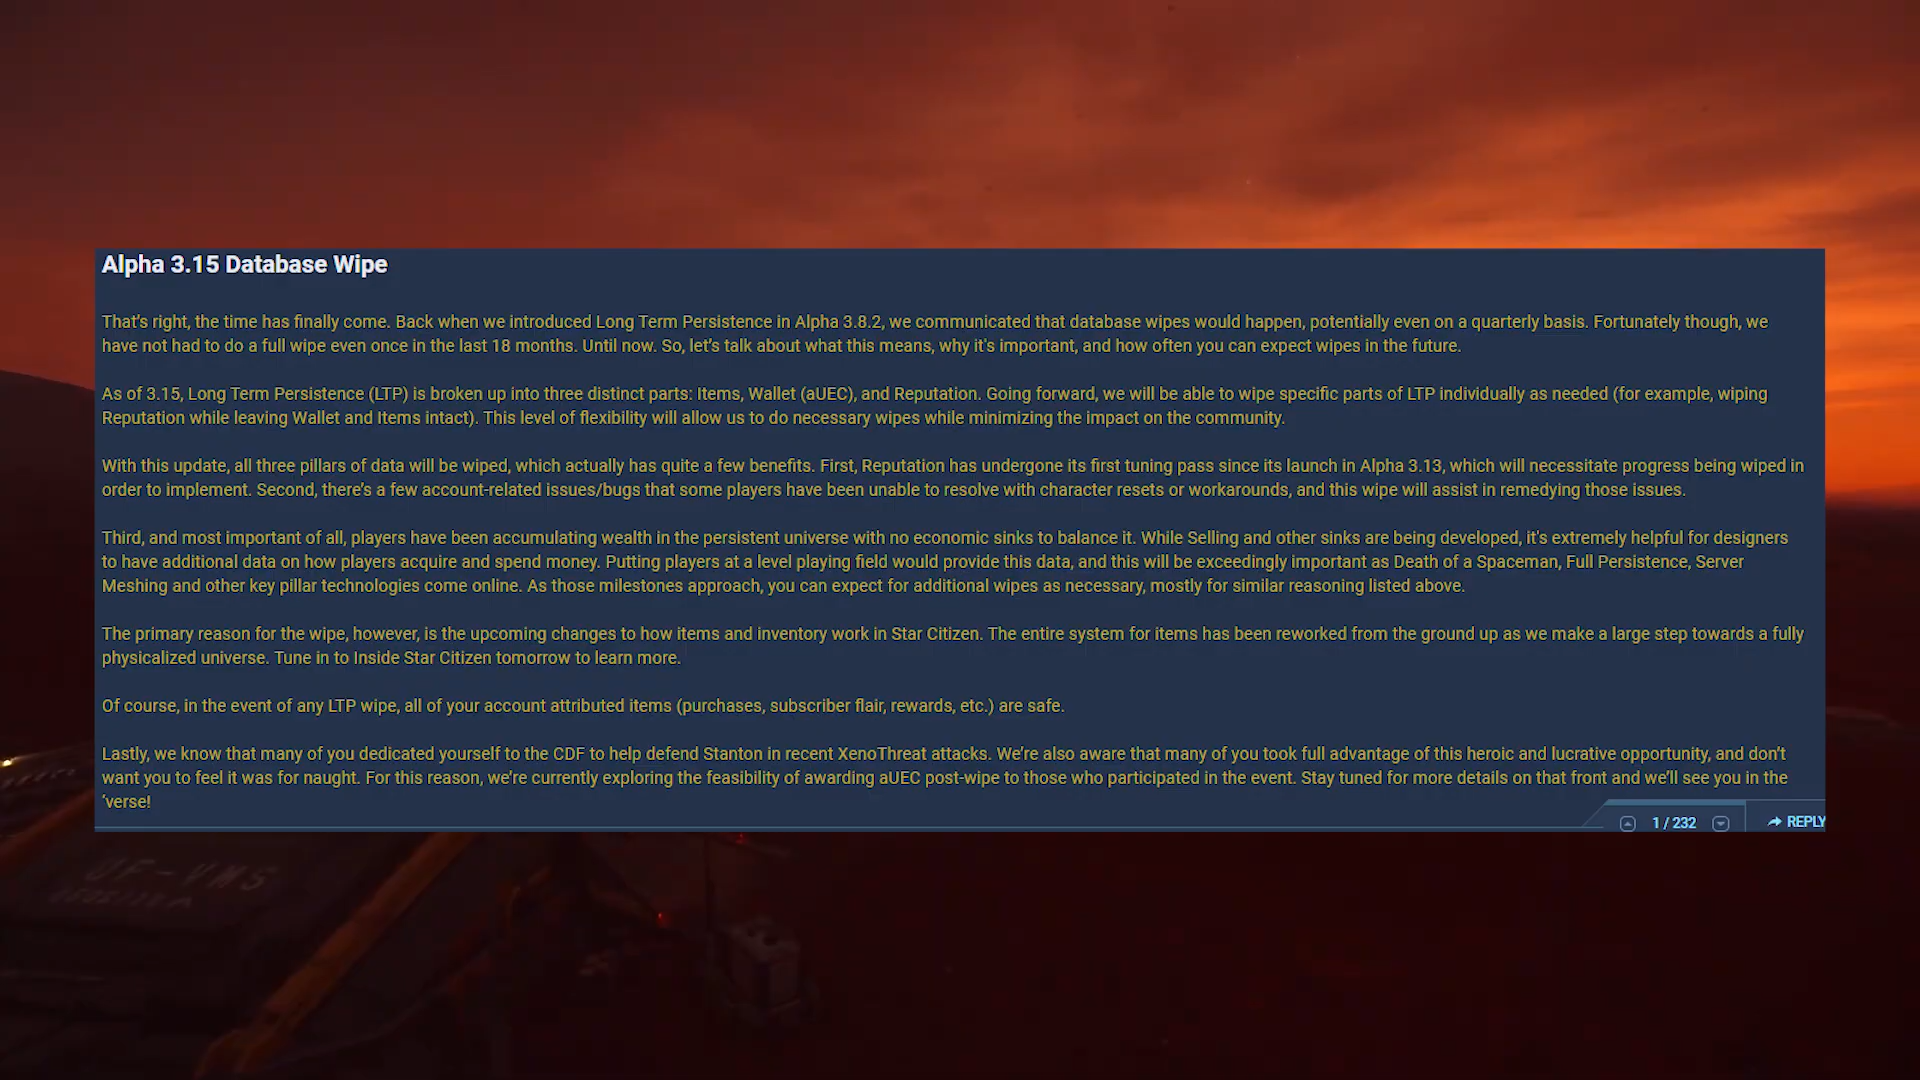 Alpha 3.15 Database Wipe
That's right, the time has finally come. Back when we introduced Long Term Persistence in Alpha 3.8.2, we communicated that database wipes would happen, potentially even on a quarterly basis. Fortunately though, we
have not had to do a full wipe even once in the last 18 months. Until now. So, let's talk about what this means, why it's important, and how often you can expect wipes in the future.
As of 3.15, Long Term Persistence (LTP) is broken up into three distinct parts: Items, Wallet (aUEC), and Reputation. Going forward, we will be able to wipe specific parts of LTP individually as needed (for example, wiping
Reputation while leaving Wallet and Items intact). This level of flexibility will allow us to do necessary wipes while minimizing the impact on the community.
With this update, all three pillars of data will be wiped, which actually has quite a few benefits. First, Reputation has undergone its first tuning pass since its launch in Alpha 3.13, which will necessitate progress being wiped in
order to implement. Second, there's a few account-related issues/bugs that some players have been unable to resolve with character resets or workarounds, and this wipe will assist in remedying those issues.
Third, and most important of all, players have been accumulating wealth in the persistent universe with no economic sinks to balance it. While Selling and other sinks are being developed, it's extremely helpful for designers
to have additional data on how players acquire and spend money. Putting players at a level playing field would provide this data, and this will be exceedingly important as Death of a Spaceman, Full Persistence, Server
Meshing and other key pillar technologies come online. As those milestones approach, you can expect for additional wipes as necessary, mostly for similar reasoning listed above.
The primary reason for the wipe, however, is the upcoming changes to how items and inventory work in Star Citizen. The entire system for items has been reworked from the ground up as we make a large step towards a fully
physicalized universe. Tune in to Inside Star Citizen tomorrow to learn more.
Of course, in the event of any LTP wipe, all of your account attributed items (purchases, subscriber flair, rewards, etc.) are safe.
Lastly, we know that many of you dedicated yourself to the CDF to help defend Stanton in recent XenoThreat attacks. We're also aware that many of you took full advantage of this heroic and lucrative opportunity, and don't
want you to feel it was for naught. For this reason, we're currently exploring the feasibility of awarding aUEC post-wipe to those who participated in the event. Stay tuned for more details on that front and we'll see you in the
'verse!
1 / 232 REPLY
UF-VMS